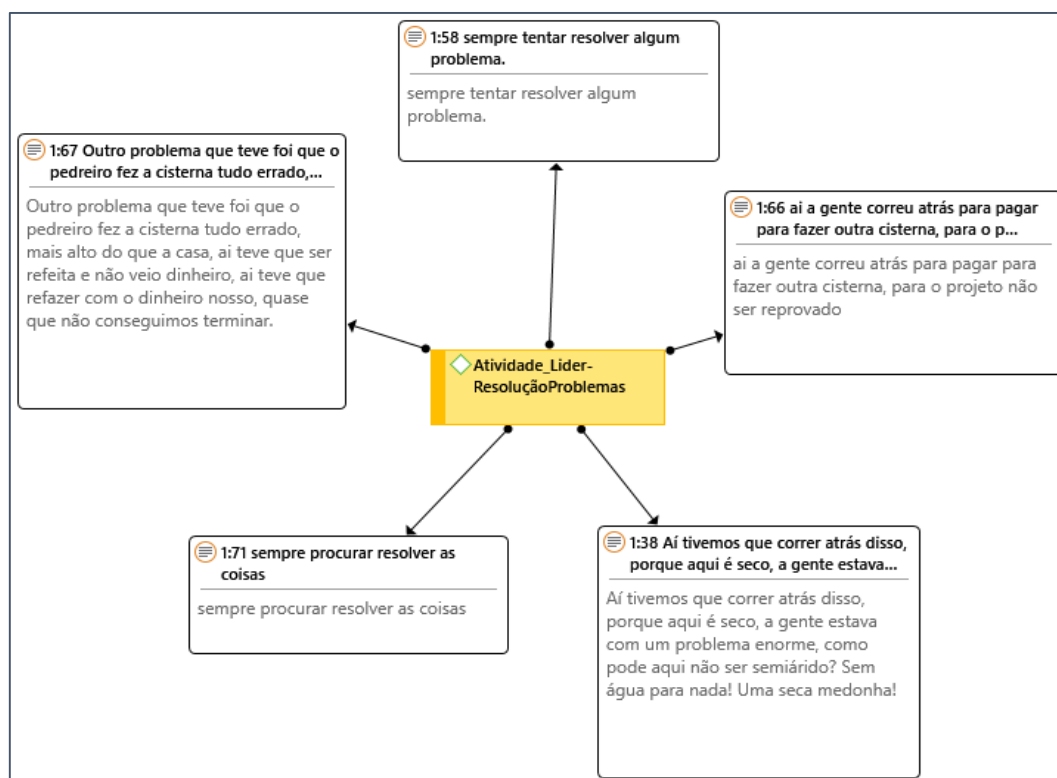 1:58 sempre tentar resolver algum
problema.
sempre tentar resolver algum
problema.
1:67 Outro problema que teve foi que o
pedreiro fez a cisterna tudo errado,...
Outro problema que teve foi que o
pedreiro fez a cisterna tudo errado,
mais alto do que a casa, ai teve que ser
refeita e não veio dinheiro, ai teve que
refazer com o dinheiro nosso, quase
que não conseguimos terminar.
1:66 ai a gente correu atrás para pagar
para fazer outra cisterna, para o p...
ai a gente correu atrás para pagar para
fazer outra cisterna, para o projeto não
ser reprovado
Atividade_Lider-
ResoluçãoProblemas
1:71 sempre procurar resolver as
coisas
sempre procurar resolver as coisas
1:38 Aí tivemos que correr atrás disso,
porque aqui é seco, a gente estava...
Aí tivemos que correr atrás disso,
porque aqui é seco, a gente estava
com um problema enorme, como
pode aqui não ser semiárido? Sem
água para nada! Uma seca medonha!